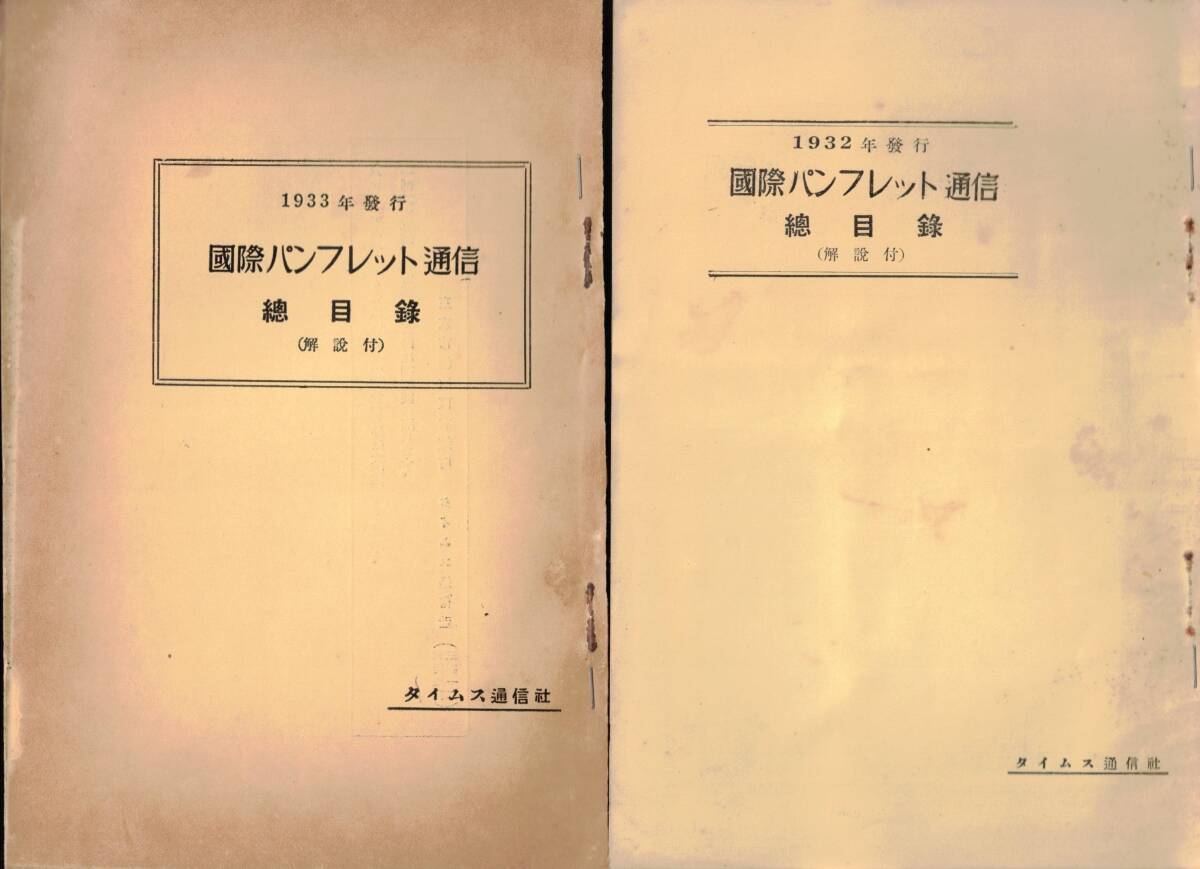 1933年發行
國際パンフレット通信
總目錄
(解說付)
タイムス通信社
1932年發行
國際パンフレット通信
總目錄
(解說付)
タイムス通信社